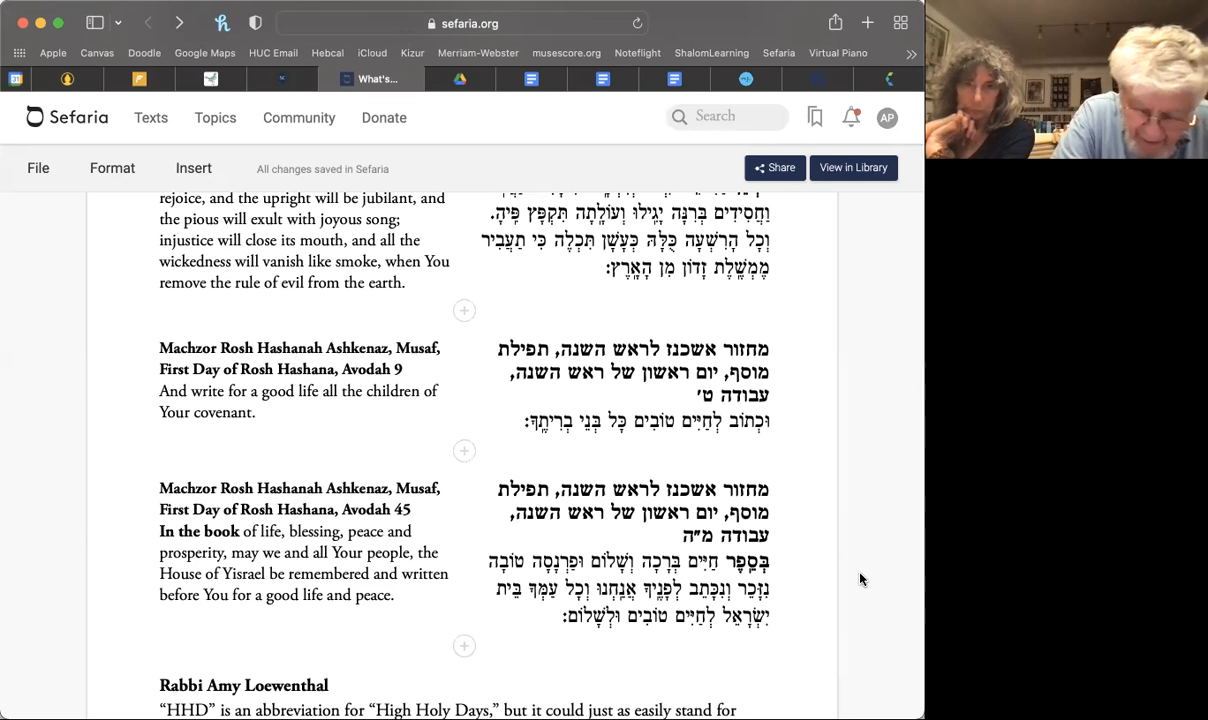 sefaria.org
Apple Canvas Doodle Google Maps HUC Email Hebcal iCloud Kizur Merriam-Webster musescore.org Noteflight ShalomLearning Sefaria Virtual Piano
What's...
Sefaria Texts Topics Community Donate Search AP
File Format Insert All changes saved in Sefaria Share View in Library
rejoice, and the upright will be jubilant, and
the pious will exult with joyous song;
injustice will close its mouth, and all the
wickedness will vanish like smoke, when You
remove the rule of evil from the earth.
וַחֲסִידִים בְּרִנָּה יָגִֽילוּ וְעוֹלָֽתָה תִּקְפָּץ פִּֽיהָ.
וְכָל הָרִשְׁעָה כֻּלָּהּ כְּעָשָׁן תִּכְלֶה כִּי תַעֲבִיר
מֶמְשֶֽׁלֶת זָדוֹן מִן הָאָֽרֶץ:
Machzor Rosh Hashanah Ashkenaz, Musaf,
First Day of Rosh Hashana, Avodah 9
And write for a good life all the children of
Your covenant.
מחזור אשכנז לראש השנה, תפילת
מוסף, יום ראשון של ראש השנה,
עבודה ט׳
וּכְתוֹב לְחַיִּים טוֹבִים כָּל בְּנֵי בְרִיתֶֽךָ:
Machzor Rosh Hashanah Ashkenaz, Musaf,
First Day of Rosh Hashana, Avodah 45
In the book of life, blessing, peace and
prosperity, may we and all Your people, the
House of Yisrael be remembered and written
before You for a good life and peace.
מחזור אשכנז לראש השנה, תפילת
מוסף, יום ראשון של ראש השנה,
עבודה מ״ה
בְּסֵֽפֶר חַיִּים בְּרָכָה וְשָׁלוֹם וּפַרְנָסָה טוֹבָה
נִזָּכֵר וְנִכָּתֵב לְפָנֶֽיךָ אֲנַֽחְנוּ וְכָל עַמְּךָ בֵּית
יִשְׂרָאֵל לְחַיִּים טוֹבִים וּלְשָׁלוֹם:
Rabbi Amy Loewenthal
“HHD” is an abbreviation for “High Holy Days,” but it could just as easily stand for